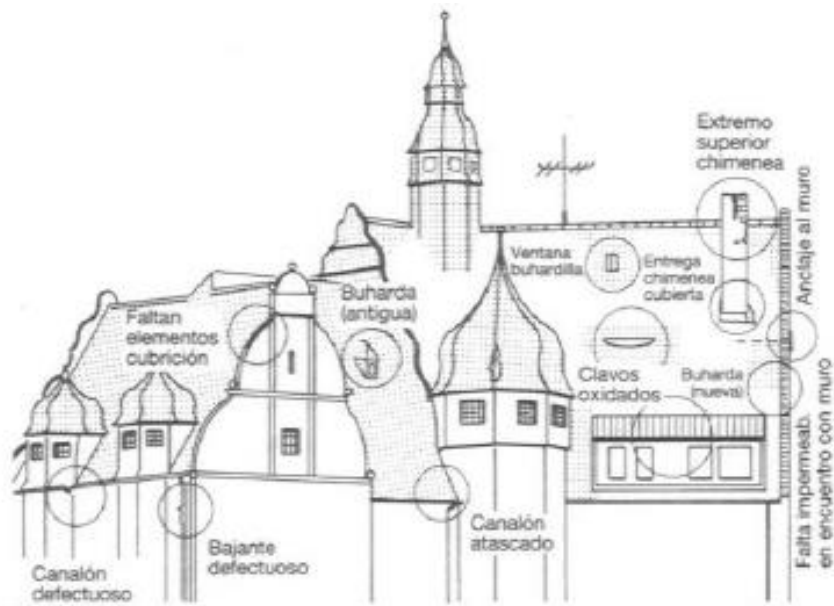 Extremo
superior
chimenea
Anclaje al muro
Ventana
buhardilla
Entrega
chimenea
cubierta
Buharda
(antigua)
Faltan
elementos
cubrición
Clavos
oxidados
Buharda
(nueva)
Falta impermeab.
en encuentro con muro
Canalón
atascado
Bajante
defectuoso
Canalón
defectuoso